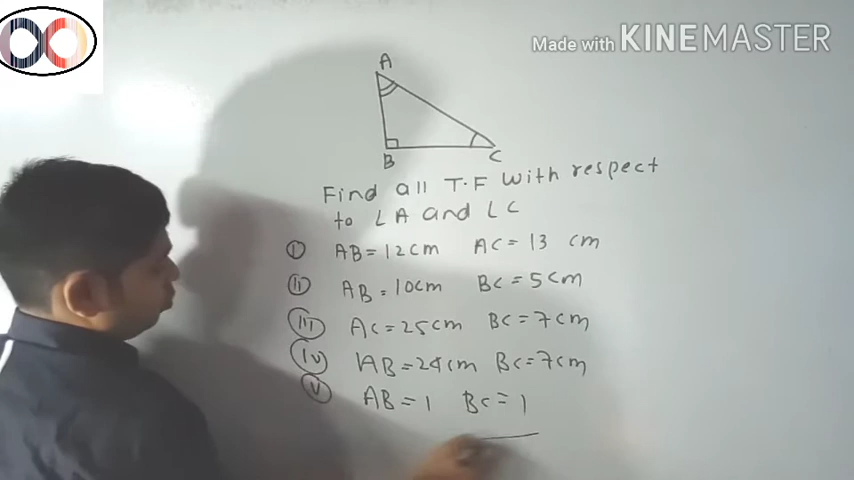 Made with KINEMASTER
A
B
C
Find all T.F with respect
to ∠A and ∠C
(i) AB = 12cm AC = 13 cm
(ii) AB = 10cm BC = 5cm
(iii) AC = 25cm BC = 7cm
(iv) AB = 24cm BC = 7cm
(v) AB = 1 BC = 1